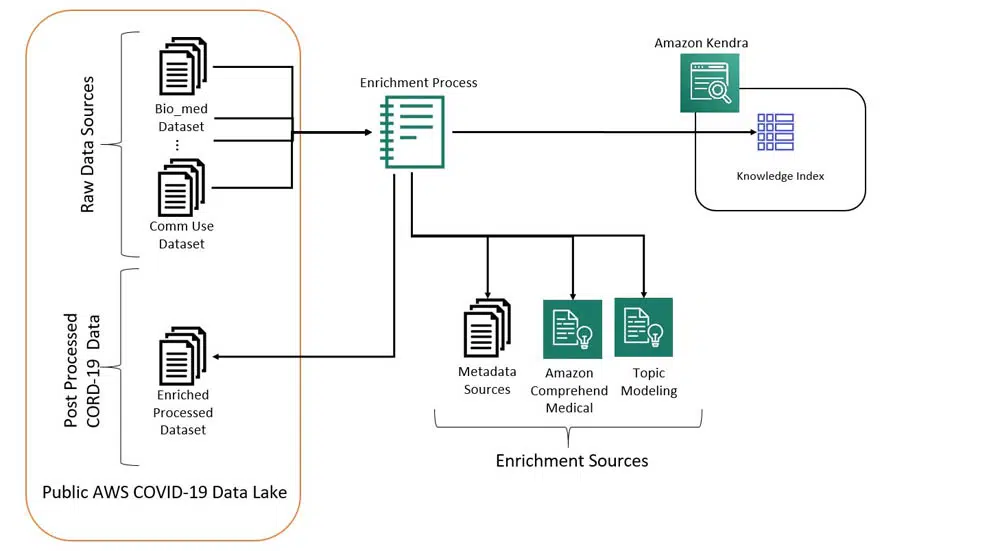 Raw Data Sources
Bio_med
Dataset
...
Comm Use
Dataset
Post Processed
CORD-19 Data
Enriched
Processed
Dataset
Public AWS COVID-19 Data Lake
Enrichment Process
Amazon Kendra
Knowledge Index
Metadata
Sources
Amazon
Comprehend
Medical
Topic
Modeling
Enrichment Sources